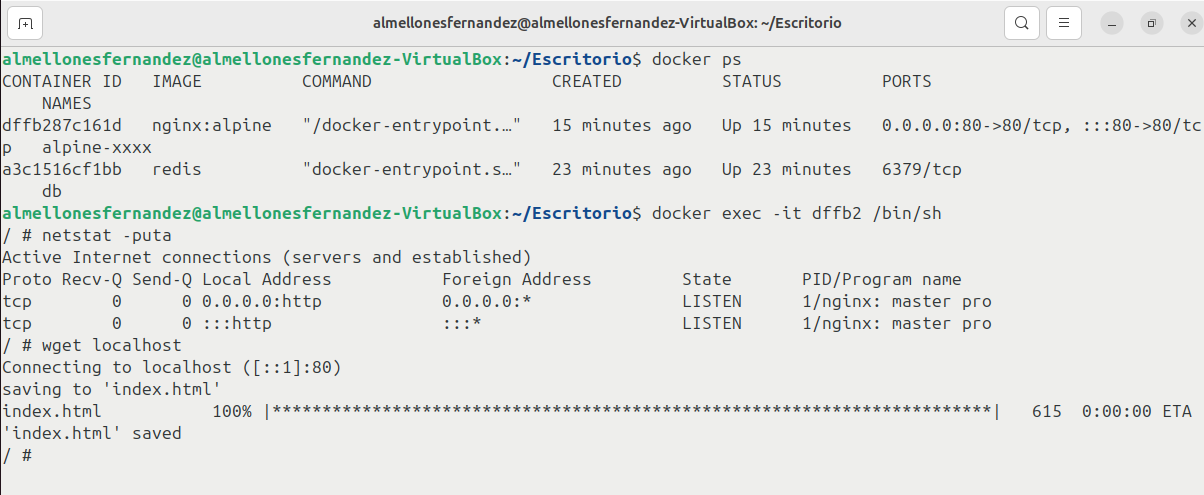 almellonesfernandez@almellonesfernandez-VirtualBox: ~/Escritorio
almellonesfernandez@almellonesfernandez-VirtualBox:~/Escritorio$ docker ps
CONTAINER ID   IMAGE          COMMAND                  CREATED          STATUS          PORTS
    NAMES
dffb287c161d   nginx:alpine   "/docker-entrypoint.…"   15 minutes ago   Up 15 minutes   0.0.0.0:80->80/tcp, :::80->80/tc
p   alpine-xxxx
a3c1516cf1bb   redis          "docker-entrypoint.s…"   23 minutes ago   Up 23 minutes   6379/tcp
    db
almellonesfernandez@almellonesfernandez-VirtualBox:~/Escritorio$ docker exec -it dffb2 /bin/sh
/ # netstat -puta
Active Internet connections (servers and established)
Proto Recv-Q Send-Q Local Address           Foreign Address         State       PID/Program name
tcp        0      0 0.0.0.0:http            0.0.0.0:*               LISTEN      1/nginx: master pro
tcp        0      0 :::http                 :::*                    LISTEN      1/nginx: master pro
/ # wget localhost
Connecting to localhost ([::1]:80)
saving to 'index.html'
index.html           100% |************************************************************************|   615  0:00:00 ETA
'index.html' saved
/ #